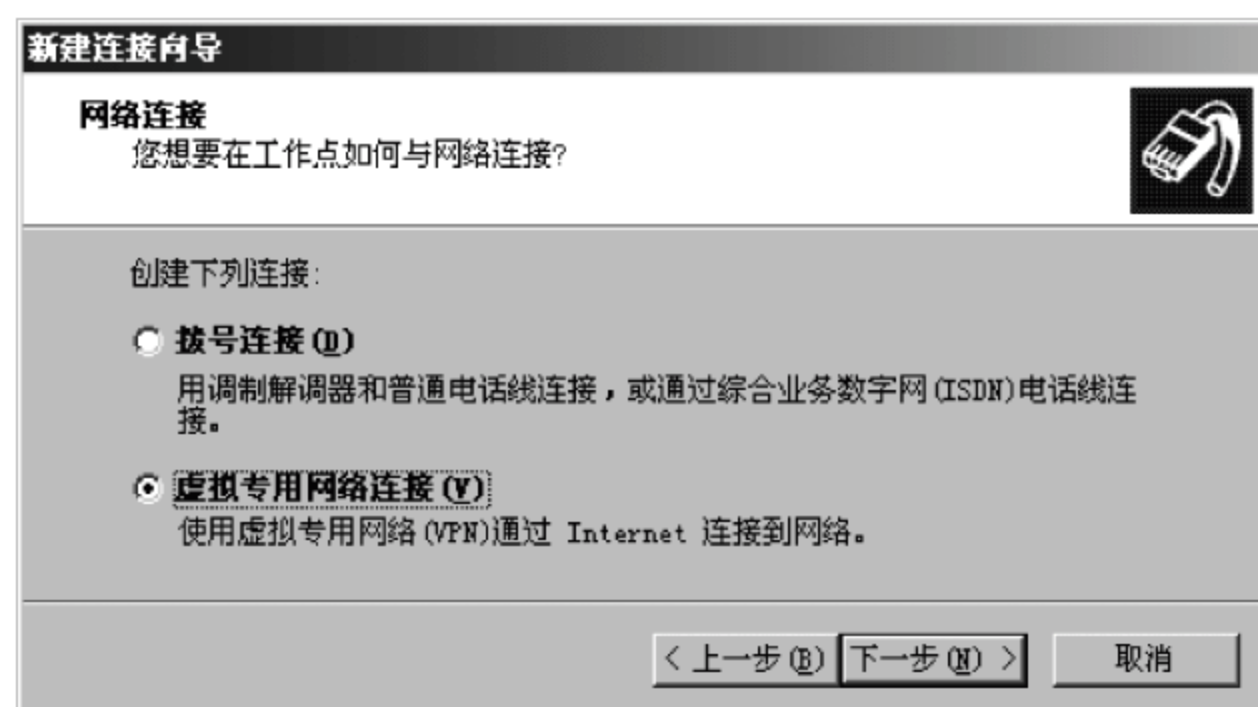 新建连接向导
网络连接
您想要在工作点如何与网络连接?
创建下列连接:
拨号连接(D)
用调制解调器和普通电话线连接，或通过综合业务数字网(ISDN)电话线连
接。
虚拟专用网络连接(V)
使用虚拟专用网络(VPN)通过 Internet 连接到网络。
< 上一步(B) 下一步(N) > 取消